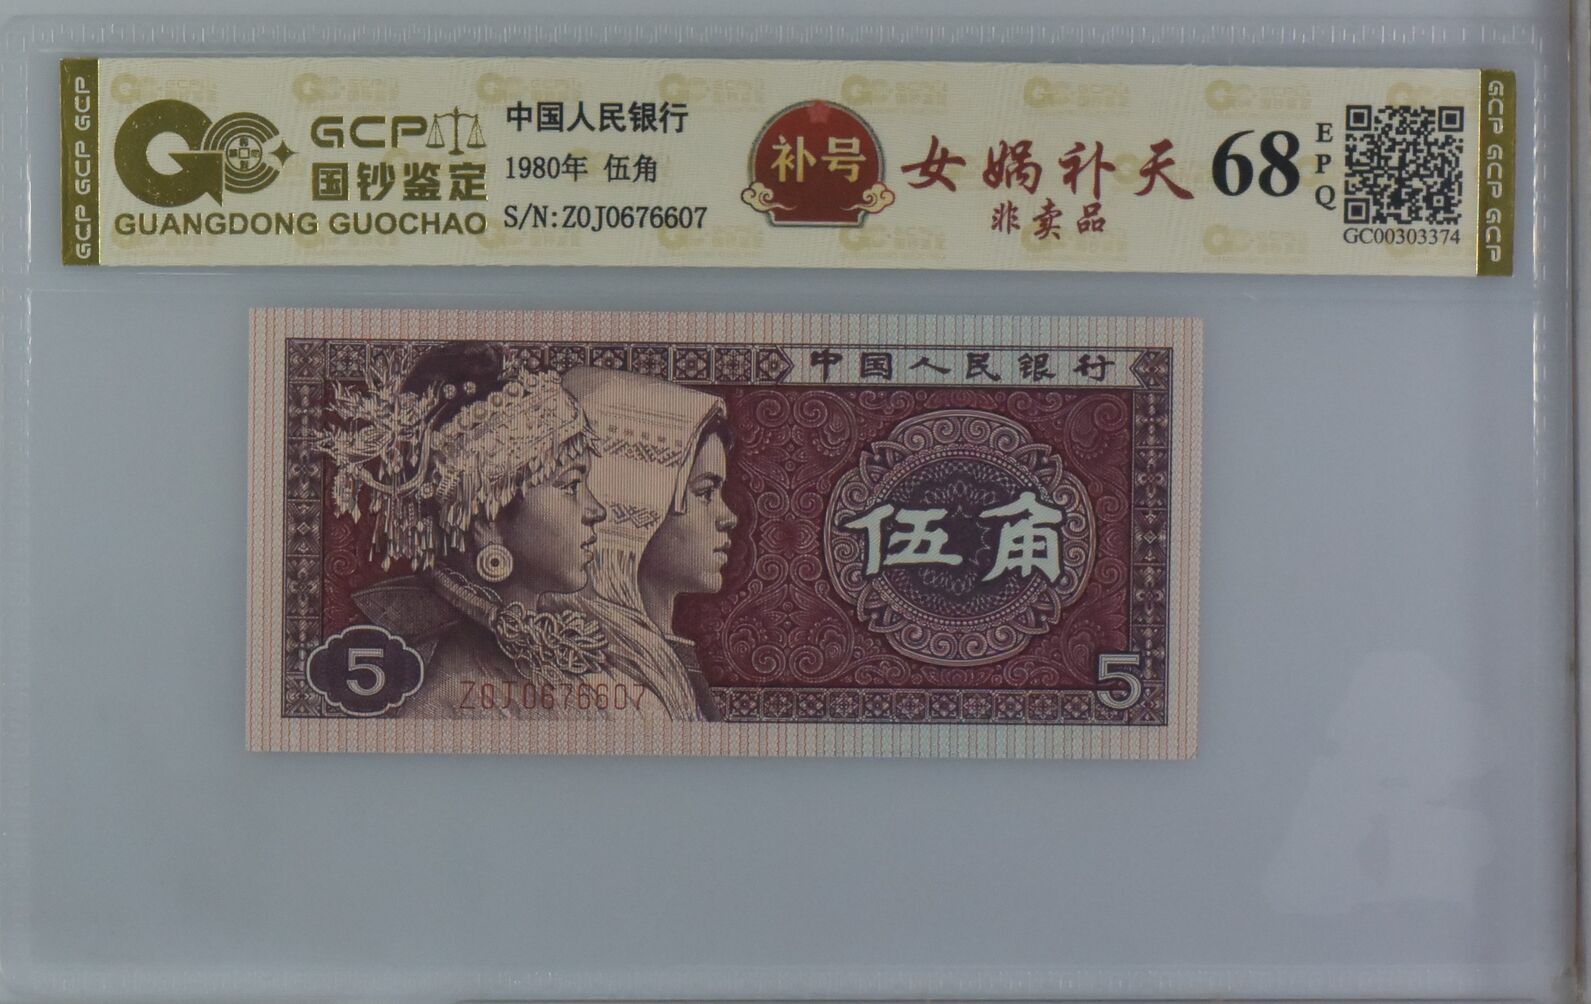 GCP GCP GCP
GCP
国钞鉴定
GUANGDONG GUOCHAO
中国人民银行
1980年 伍角
S/N:Z0J0676607
补号
女娲补天
非卖品
68
EPQ
GC00303374
GCP GCP GCP
中国人民银行
伍角
5
Z0J0676607
5